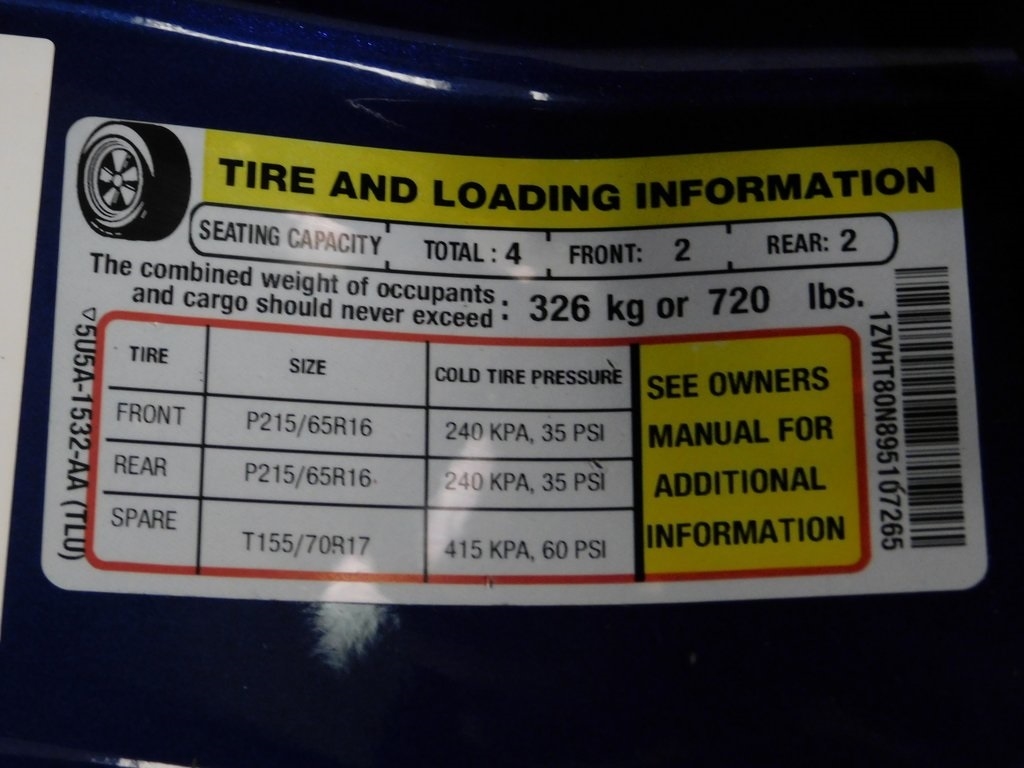 TIRE AND LOADING INFORMATION
SEATING CAPACITY TOTAL : 4 FRONT: 2 REAR: 2
The combined weight of occupants
and cargo should never exceed : 326 kg or 720 lbs.
TIRE SIZE COLD TIRE PRESSURE
FRONT P215/65R16 240 KPA, 35 PSI
REAR P215/65R16 240 KPA, 35 PSI
SPARE T155/70R17 415 KPA, 60 PSI
SEE OWNERS
MANUAL FOR
ADDITIONAL
INFORMATION
5U5A-1532-AA (TLU)
1ZVHT80N895107265